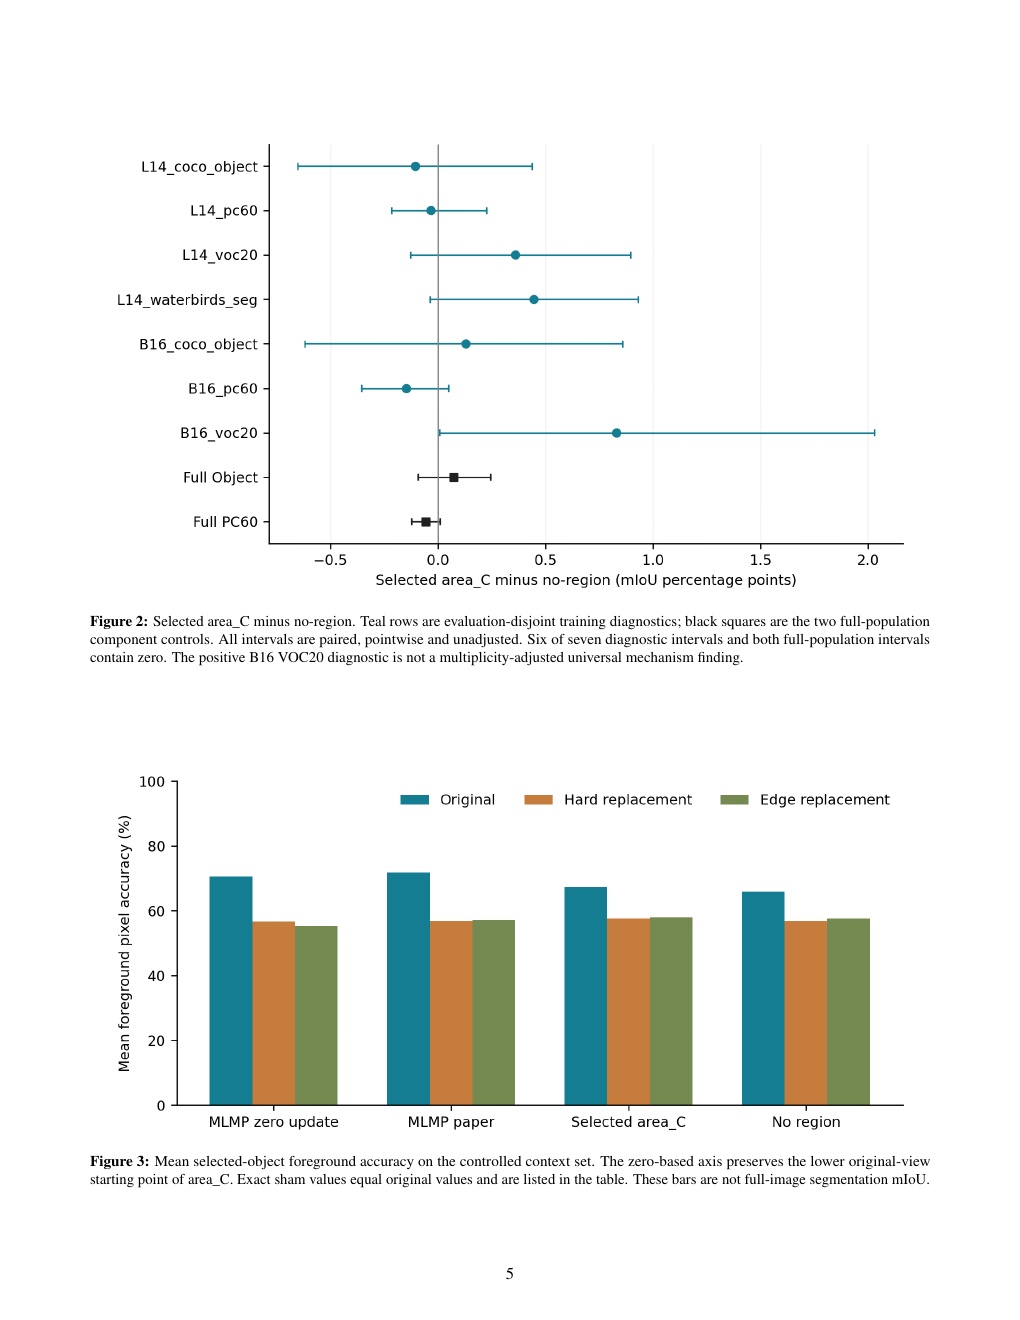 L14_coco_object
L14_pc60
L14_voc20
L14_waterbirds_seg
B16_coco_object
B16_pc60
B16_voc20
Full Object
Full PC60
−0.5 0.0 0.5 1.0 1.5 2.0
Selected area_C minus no-region (mIoU percentage points)
Figure 2: Selected area_C minus no-region. Teal rows are evaluation-disjoint training diagnostics; black squares are the two full-population
component controls. All intervals are paired, pointwise and unadjusted. Six of seven diagnostic intervals and both full-population intervals
contain zero. The positive B16 VOC20 diagnostic is not a multiplicity-adjusted universal mechanism finding.
Mean foreground pixel accuracy (%)
100
80
60
40
20
0
Original Hard replacement Edge replacement
MLMP zero update MLMP paper Selected area_C No region
Figure 3: Mean selected-object foreground accuracy on the controlled context set. The zero-based axis preserves the lower original-view
starting point of area_C. Exact sham values equal original values and are listed in the table. These bars are not full-image segmentation mIoU.
5